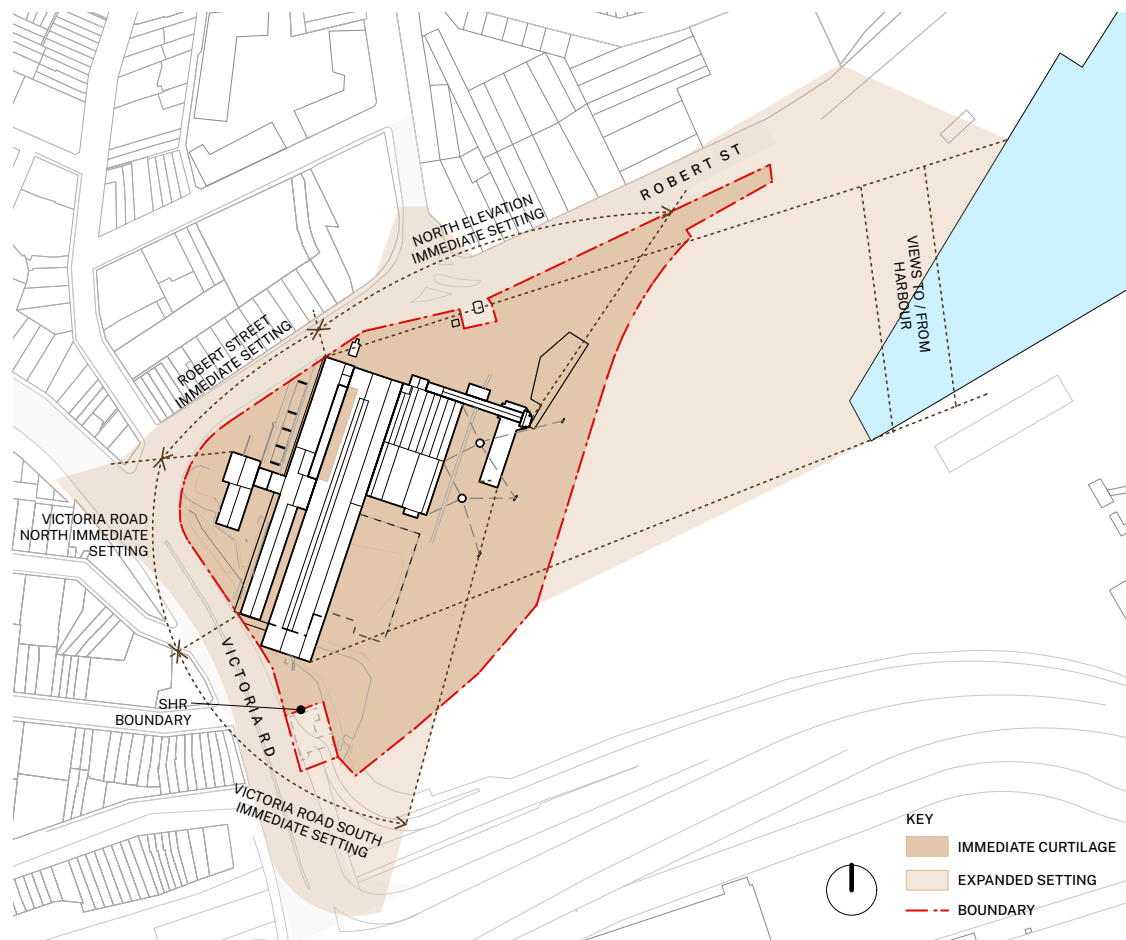 ROBERT ST
NORTH ELEVATION
IMMEDIATE SETTING
VIEWS TO / FROM
HARBOUR
ROBERT STREET
IMMEDIATE SETTING
VICTORIA ROAD
NORTH IMMEDIATE
SETTING
VICTORIA RD
SHR
BOUNDARY
VICTORIA ROAD SOUTH
IMMEDIATE SETTING
KEY
IMMEDIATE CURTILAGE
EXPANDED SETTING
BOUNDARY